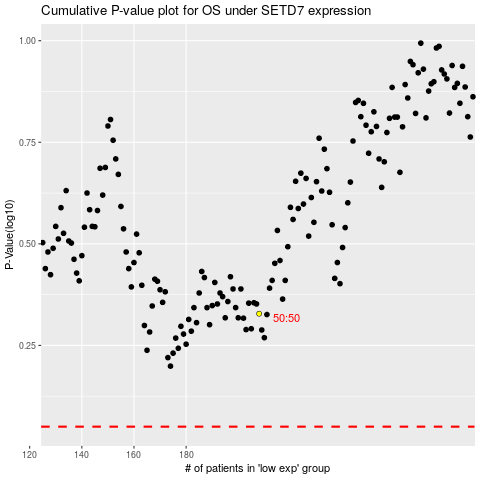 Cumulative P-value plot for OS under SETD7 expression
P-Value(log10)
1.00
0.75
0.50
0.25
50:50
120 140 160 180
# of patients in 'low exp' group